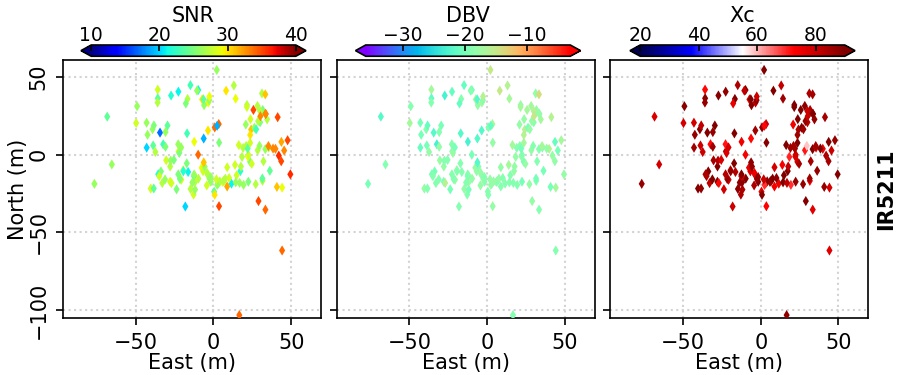 SNR DBV Xc
10 20 30 40 −30 −20 −10 20 40 60 80
50
0
−50
−100
North (m)
−50 0 50 −50 0 50 −50 0 50
East (m) East (m) East (m)
IR5211